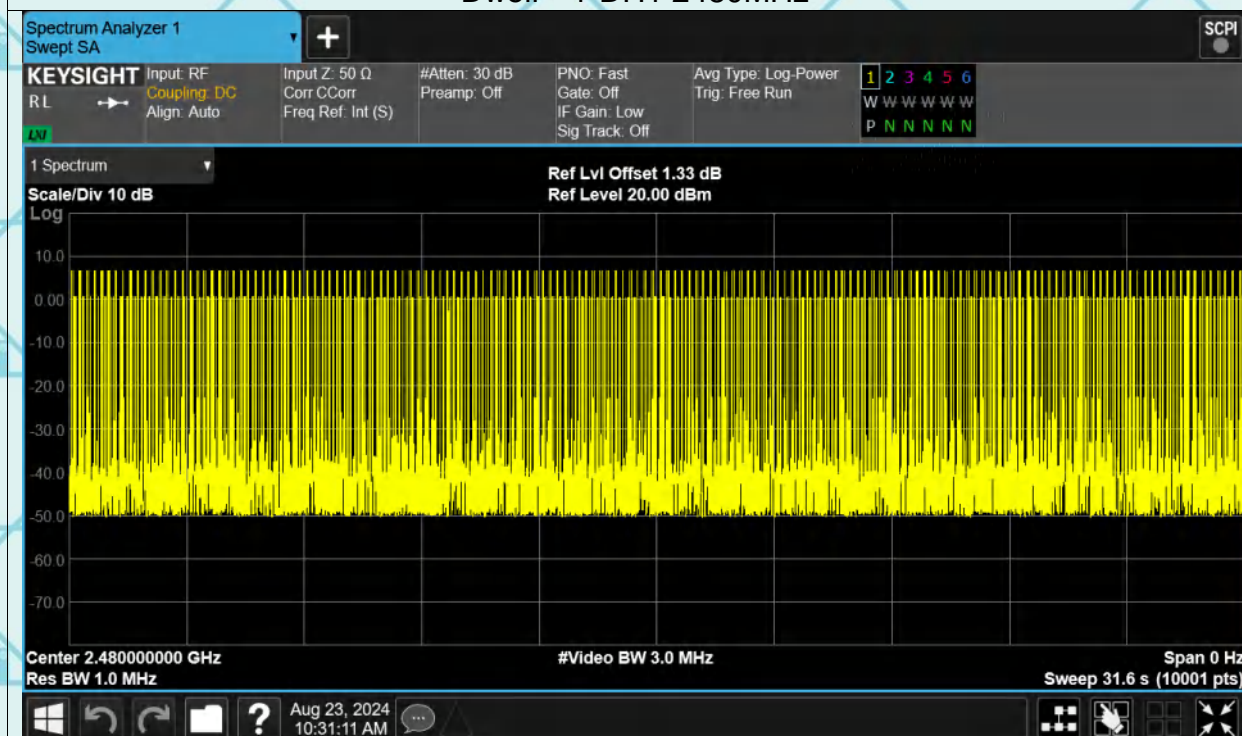 Spectrum Analyzer 1
Swept SA
+
SCPI
KEYSIGHT Input: RF Input Z: 50 Ω #Atten: 30 dB PNO: Fast Avg Type: Log-Power 1 2 3 4 5 6
RL Coupling: DC Corr CCorr Preamp: Off Gate: Off Trig: Free Run W W W W W W
Align: Auto Freq Ref: Int (S) IF Gain: Low P N N N N N
LXI Sig Track: Off
1 Spectrum
Ref Lvl Offset 1.33 dB
Scale/Div 10 dB Ref Level 20.00 dBm
Log
10.0
0.00
-10.0
-20.0
-30.0
-40.0
-50.0
-60.0
-70.0
Center 2.480000000 GHz #Video BW 3.0 MHz Span 0 Hz
Res BW 1.0 MHz Sweep 31.6 s (10001 pts)
? Aug 23, 2024
10:31:11 AM